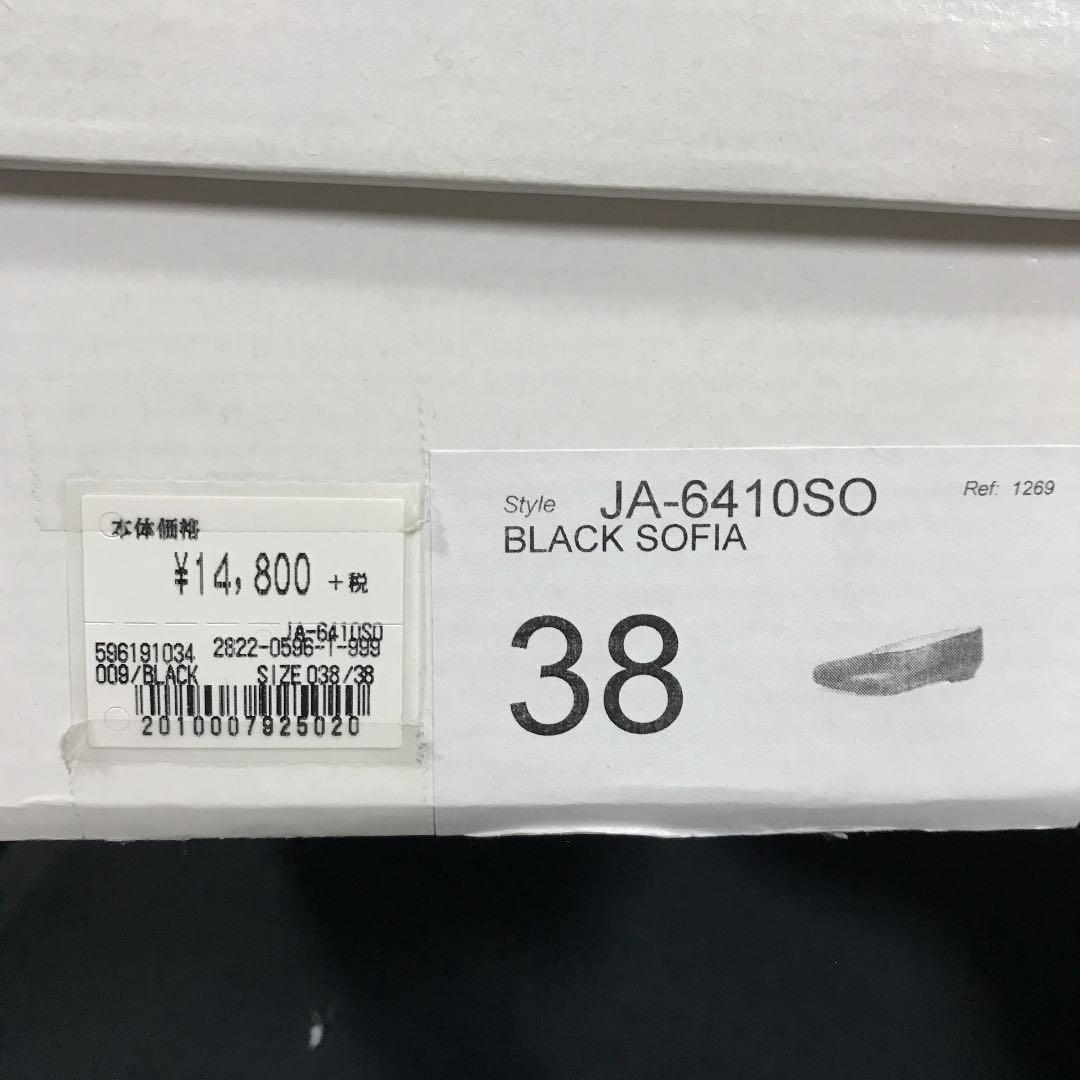 本体価格
¥14,800 +税
JA-6410SO
596191034 2822-0596-1-999
009/BLACK SIZE 038/38
2010007925020
Style JA-6410SO Ref: 1269
BLACK SOFIA
38